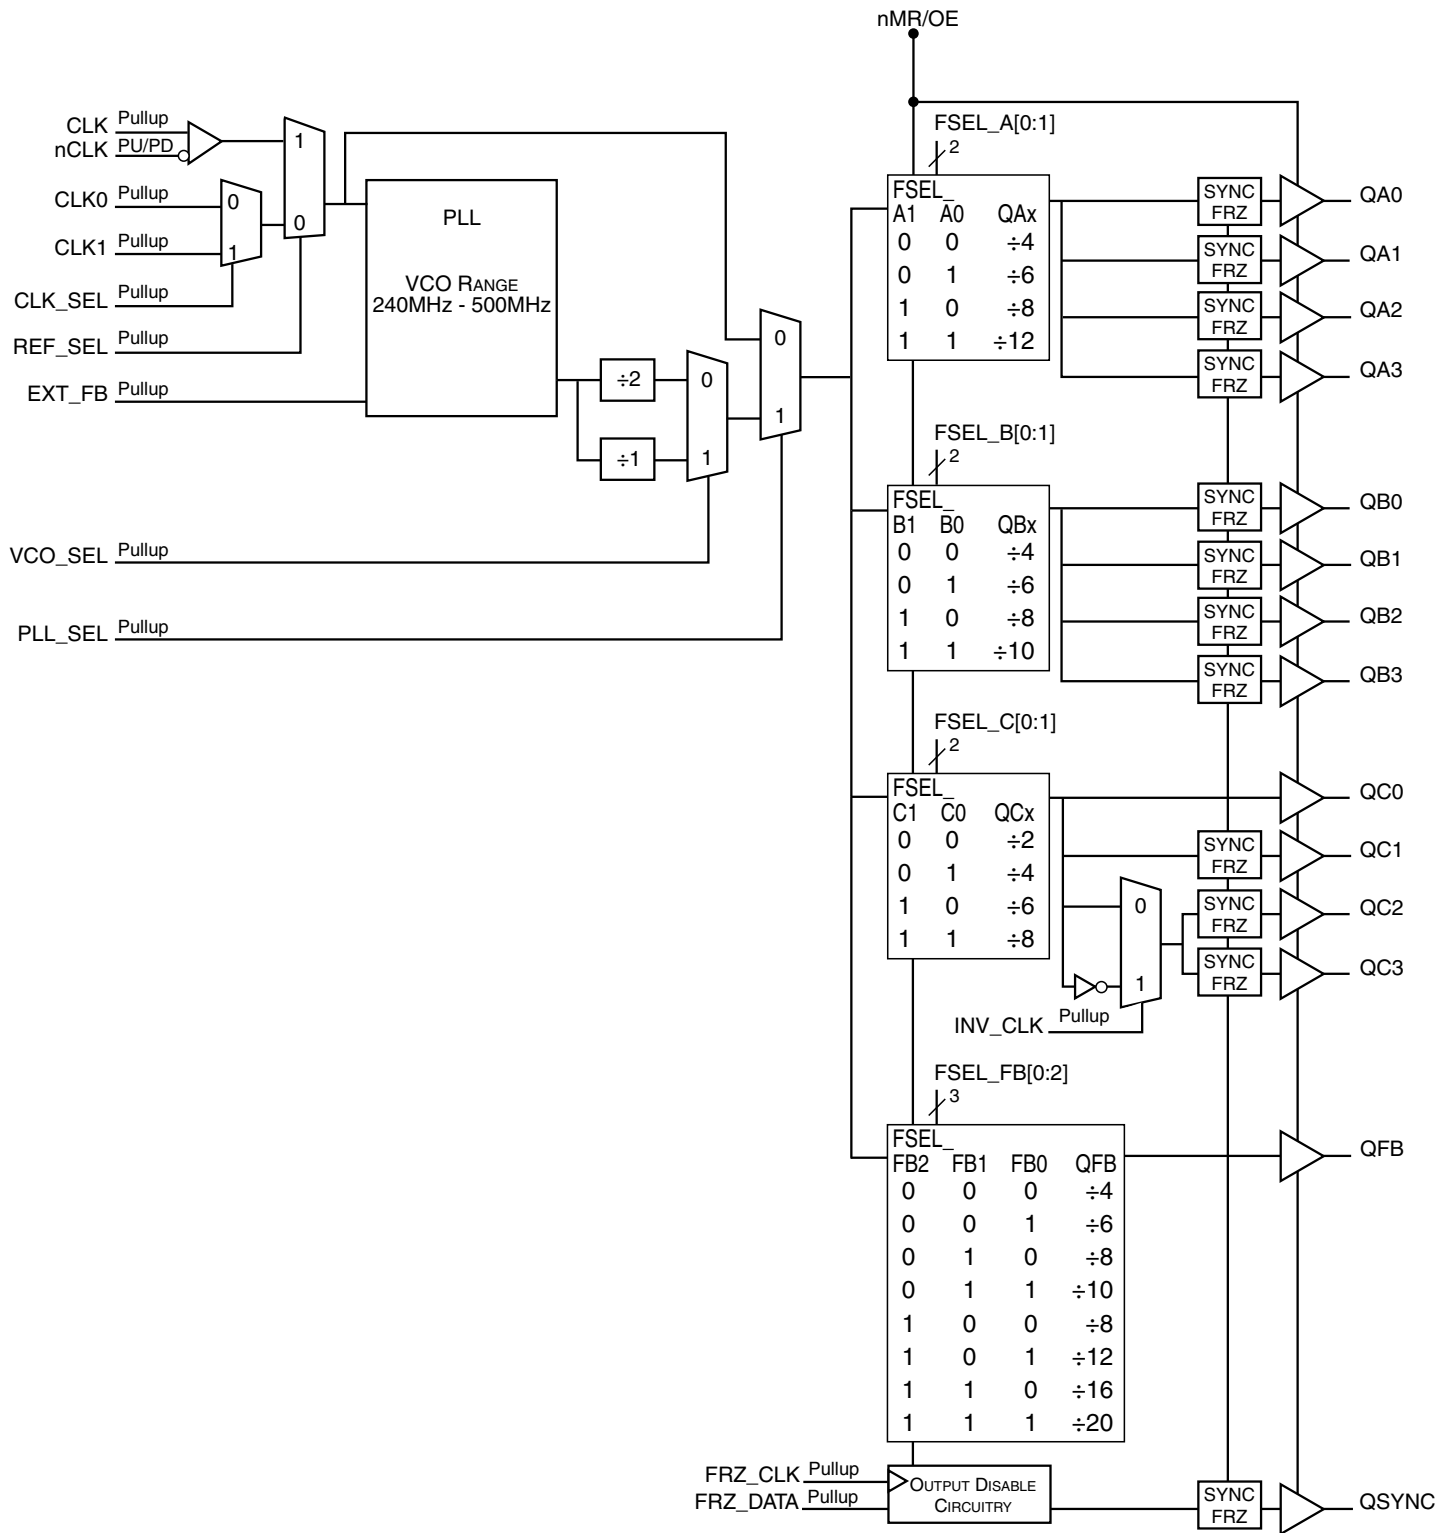 nMR/OE
CLK Pullup
nCLK PU/PD
1
0
CLK0 Pullup
0
CLK1 Pullup
1
CLK_SEL Pullup
REF_SEL Pullup
EXT_FB Pullup
PLL
VCO RANGE
240MHz - 500MHz
÷2
÷1
0
1
0
1
VCO_SEL Pullup
PLL_SEL Pullup
FSEL_A[0:1]
2
FSEL_
A1 A0 QAx
0 0 ÷4
0 1 ÷6
1 0 ÷8
1 1 ÷12
SYNC
FRZ
QA0
SYNC
FRZ
QA1
SYNC
FRZ
QA2
SYNC
FRZ
QA3
FSEL_B[0:1]
2
FSEL_
B1 B0 QBx
0 0 ÷4
0 1 ÷6
1 0 ÷8
1 1 ÷10
SYNC
FRZ
QB0
SYNC
FRZ
QB1
SYNC
FRZ
QB2
SYNC
FRZ
QB3
FSEL_C[0:1]
2
FSEL_
C1 C0 QCx
0 0 ÷2
0 1 ÷4
1 0 ÷6
1 1 ÷8
QC0
SYNC
FRZ
QC1
0
1
SYNC
FRZ
QC2
SYNC
FRZ
QC3
INV_CLK Pullup
FSEL_FB[0:2]
3
FSEL_
FB2 FB1 FB0 QFB
0 0 0 ÷4
0 0 1 ÷6
0 1 0 ÷8
0 1 1 ÷10
1 0 0 ÷8
1 0 1 ÷12
1 1 0 ÷16
1 1 1 ÷20
QFB
FRZ_CLK Pullup
FRZ_DATA Pullup
OUTPUT DISABLE
CIRCUITRY
SYNC
FRZ
QSYNC